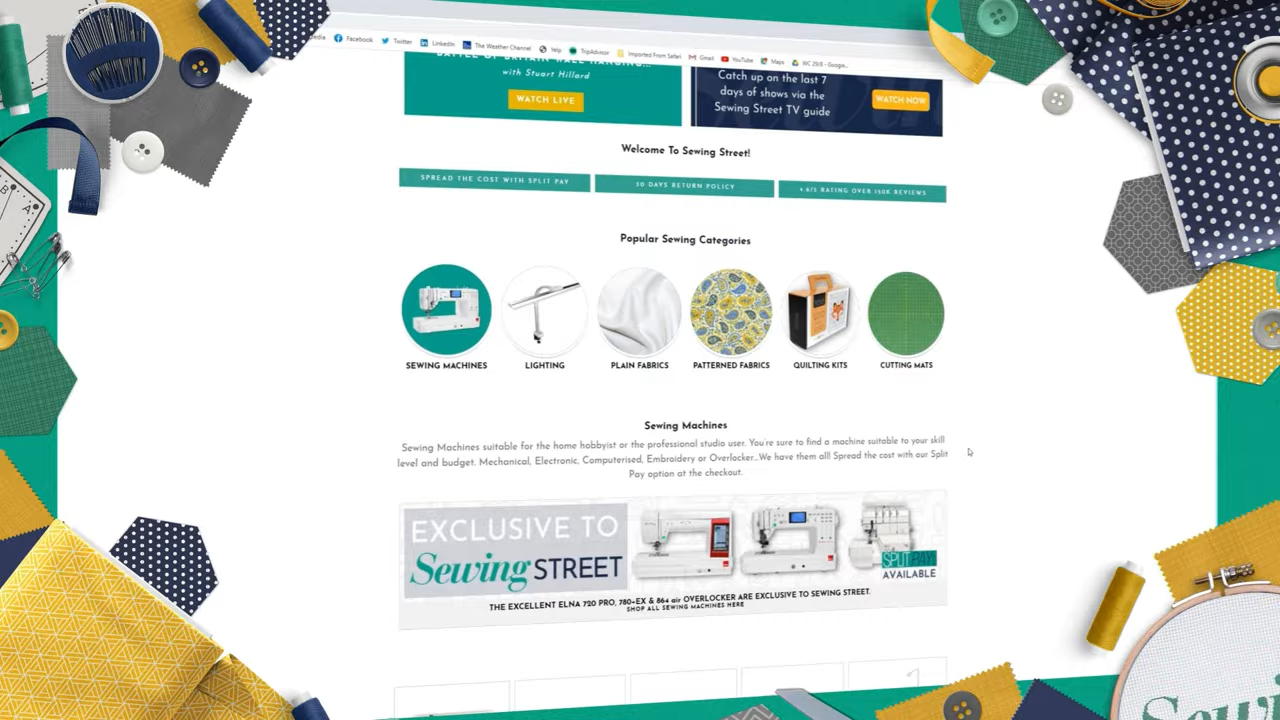 Facebook
Twitter
LinkedIn
The Weather Channel
Yelp
TripAdvisor
Imported From Safari
Gmail
YouTube
Maps
WC 29/8 - Google...
with Stuart Hillard
WATCH LIVE
Catch up on the last 7
days of shows via the
Sewing Street TV guide
WATCH NOW
Welcome To Sewing Street!
SPREAD THE COST WITH SPLIT PAY
30 DAYS RETURN POLICY
4.6/5 RATING OVER 150K REVIEWS
Popular Sewing Categories
SEWING MACHINES
LIGHTING
PLAIN FABRICS
PATTERNED FABRICS
QUILTING KITS
CUTTING MATS
Sewing Machines
Sewing Machines suitable for the home hobbyist or the professional studio user. You're sure to find a machine suitable to your skill
level and budget. Mechanical, Electronic, Computerised, Embroidery or Overlocker...We have them all! Spread the cost with our Split
Pay option at the checkout.
EXCLUSIVE TO
Sewing STREET
SPLITPAY
AVAILABLE
THE EXCELLENT ELNA 720 PRO, 780-EX & 864 air OVERLOCKER ARE EXCLUSIVE TO SEWING STREET.
SHOP ALL SEWING MACHINES HERE